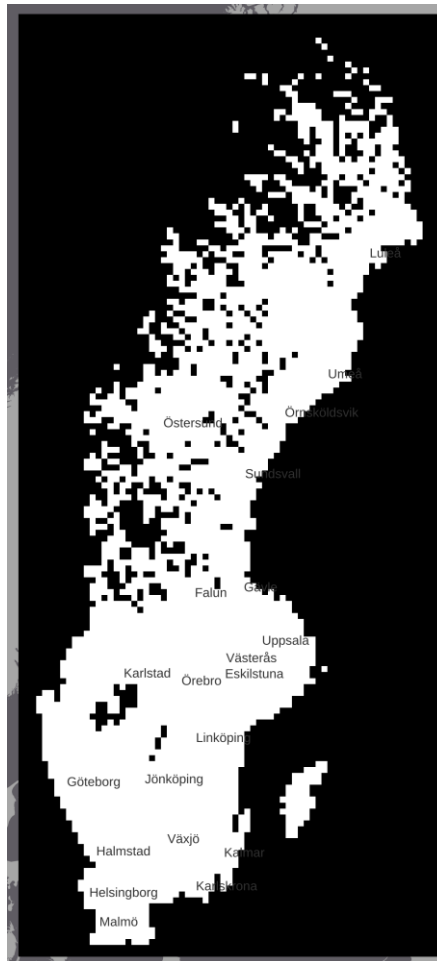 Luleå
Umeå
Örnsköldsvik
Östersund
Sundsvall
Gävle
Falun
Uppsala
Västerås
Karlstad
Eskilstuna
Örebro
Linköping
Göteborg
Jönköping
Växjö
Halmstad
Kalmar
Karlskrona
Helsingborg
Malmö